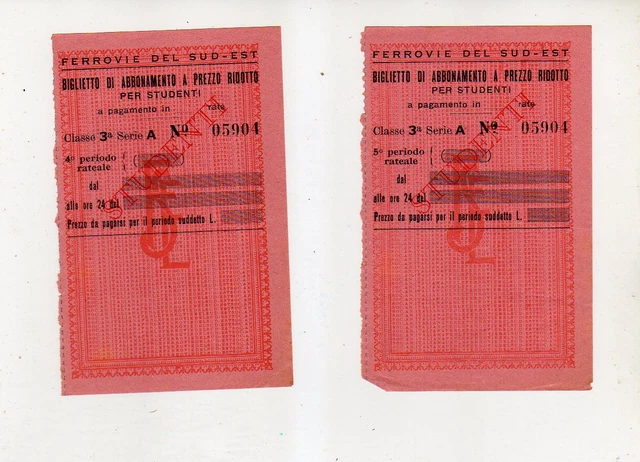 FERROVIE DEL SUD-EST
BIGLIETTO DI ABBONAMENTO A PREZZO RIDOTTO
PER STUDENTI
a pagamento in rate
Classe 3ª Serie A Nº 05904
4º periodo
rateale
dal
alle ore 24 dal
Prezzo da pagarsi per il periodo suddetto L.
STUDENTI
FERROVIE DEL SUD-EST
BIGLIETTO DI ABBONAMENTO A PREZZO RIDOTTO
PER STUDENTI
a pagamento in rate
Classe 3ª Serie A Nº 05904
5º periodo
rateale
dal
alle ore 24 del
Prezzo da pagarsi per il periodo suddetto L.
STUDENTI